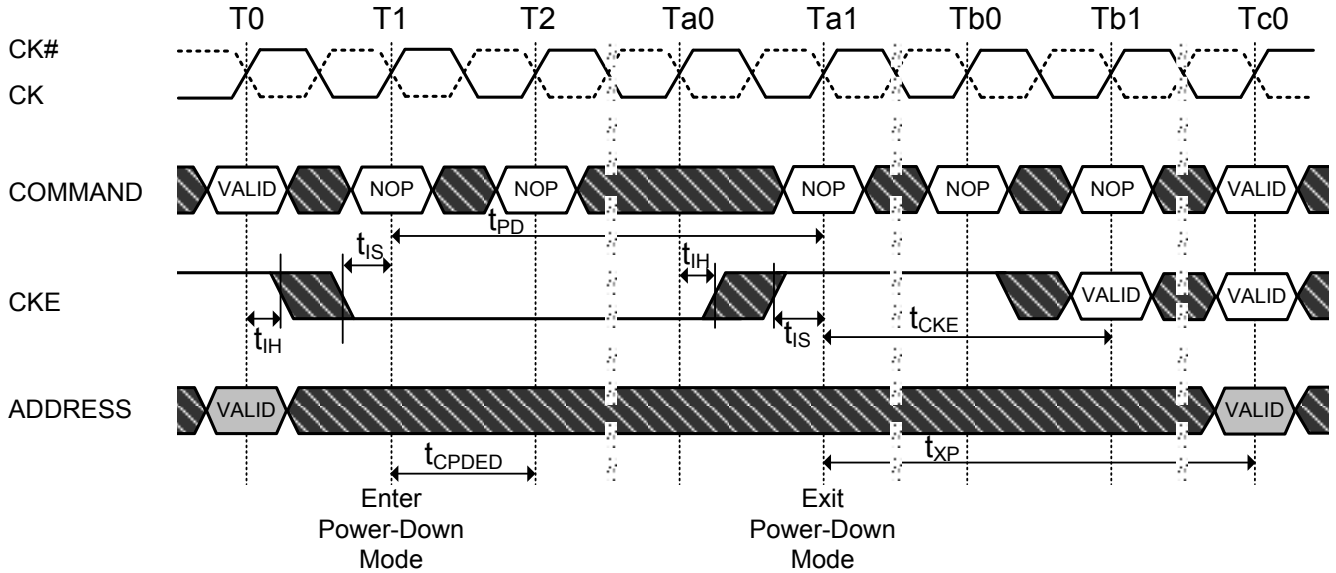 T0 T1 T2 Ta0 Ta1 Tb0 Tb1 Tc0
CK#
CK
COMMAND VALID NOP NOP NOP NOP NOP VALID
tPD
tIS tIH
CKE VALID VALID
tIH tIS tCKE
ADDRESS VALID VALID
tCPDED tXP
Enter Power-Down Mode
Exit Power-Down Mode